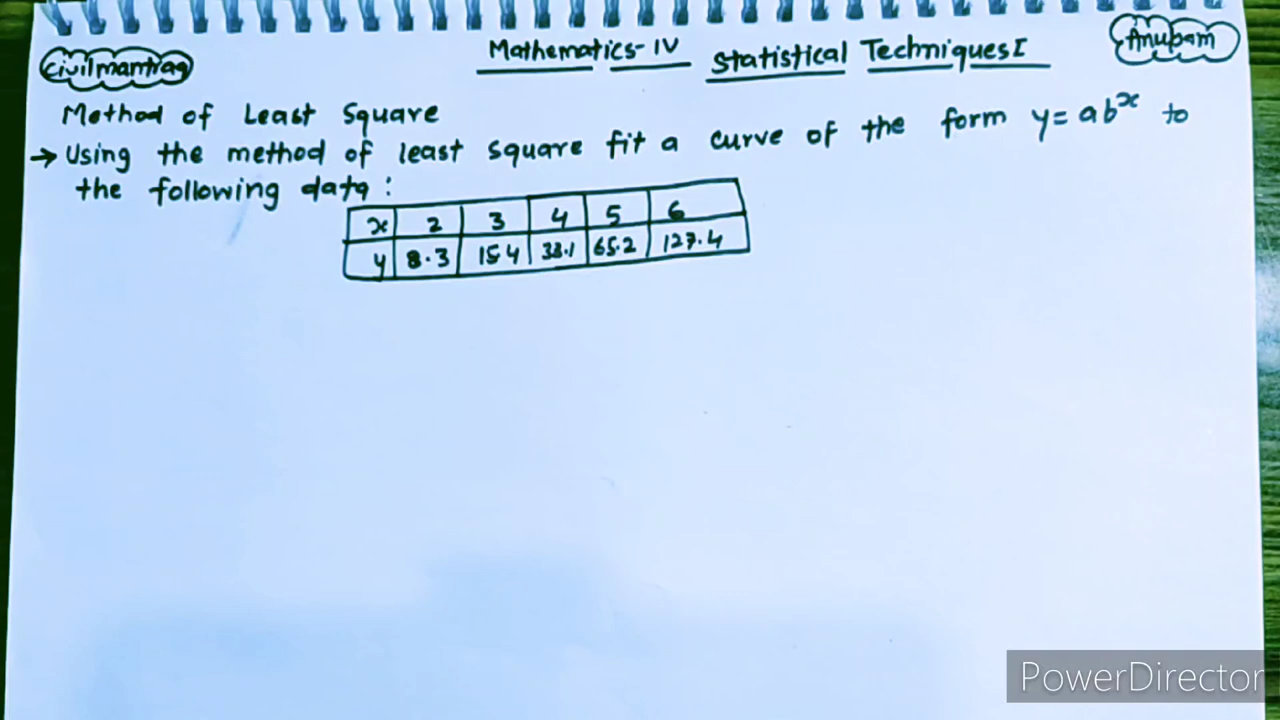 Civilmantraa
Mathematics-IV Statistical Techniques I
Anupam
Method of Least Square
→ Using the method of least square fit a curve of the form y = ab^x to
the following data :
x 2 3 4 5 6
y 8.3 15.4 33.1 65.2 127.4
PowerDirector